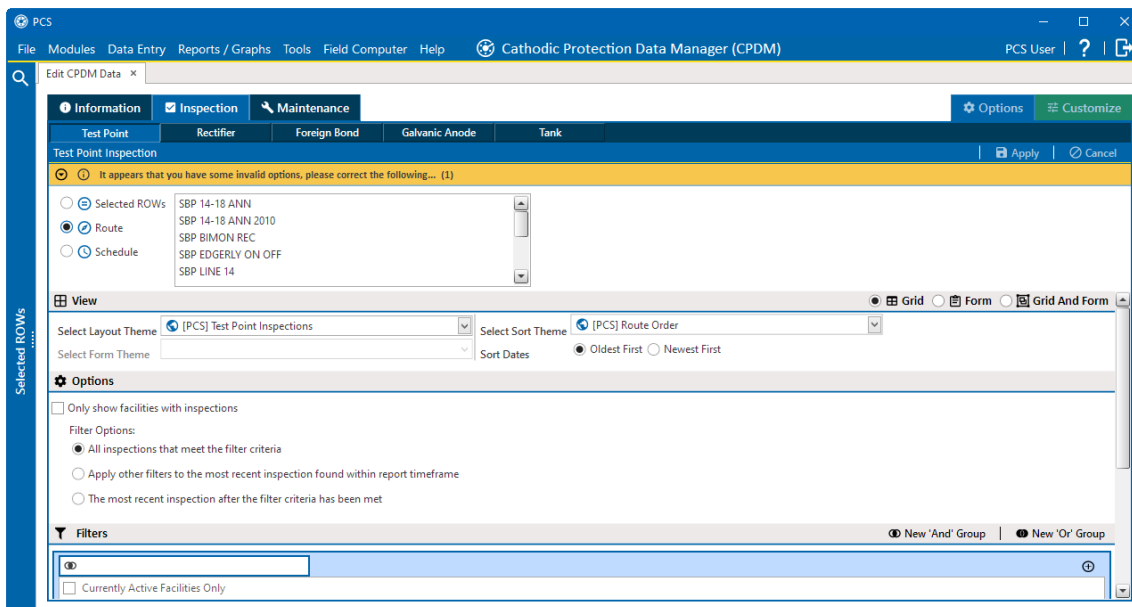 PCS
File Modules Data Entry Reports / Graphs Tools Field Computer Help Cathodic Protection Data Manager (CPDM) PCS User ?
Edit CPDM Data ×
Information Inspection Maintenance Options Customize
Test Point Rectifier Foreign Bond Galvanic Anode Tank
Test Point Inspection Apply Cancel
It appears that you have some invalid options, please correct the following... (1)
Selected ROWs
Route
Schedule
SBP 14-18 ANN
SBP 14-18 ANN 2010
SBP BIMON REC
SBP EDGERLY ON OFF
SBP LINE 14
View Grid Form Grid And Form
Select Layout Theme [PCS] Test Point Inspections Select Sort Theme [PCS] Route Order
Select Form Theme Sort Dates Oldest First Newest First
Options
Only show facilities with inspections
Filter Options:
All inspections that meet the filter criteria
Apply other filters to the most recent inspection found within report timeframe
The most recent inspection after the filter criteria has been met
Filters New 'And' Group New 'Or' Group
Currently Active Facilities Only
Selected ROWs